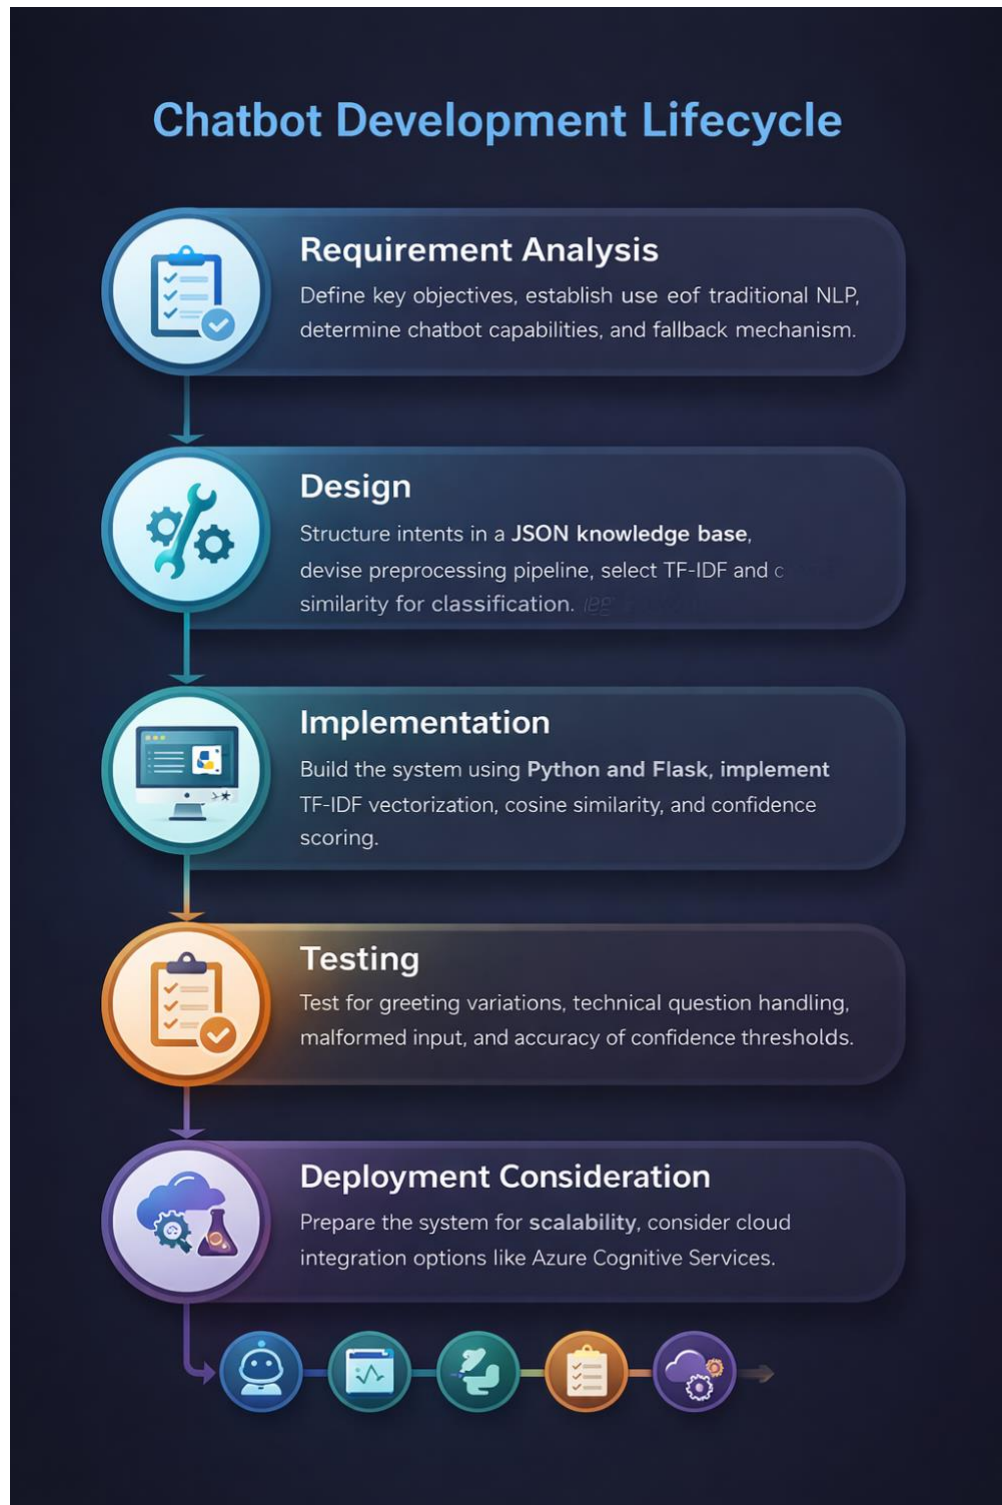 Chatbot Development Lifecycle
Requirement Analysis
Define key objectives, establish use eof traditional NLP,
determine chatbot capabilities, and fallback mechanism.
Design
Structure intents in a JSON knowledge base,
devise preprocessing pipeline, select TF-IDF and c
similarity for classification.
Implementation
Build the system using Python and Flask, implement
TF-IDF vectorization, cosine similarity, and confidence
scoring.
Testing
Test for greeting variations, technical question handling,
malformed input, and accuracy of confidence thresholds.
Deployment Consideration
Prepare the system for scalability, consider cloud
integration options like Azure Cognitive Services.